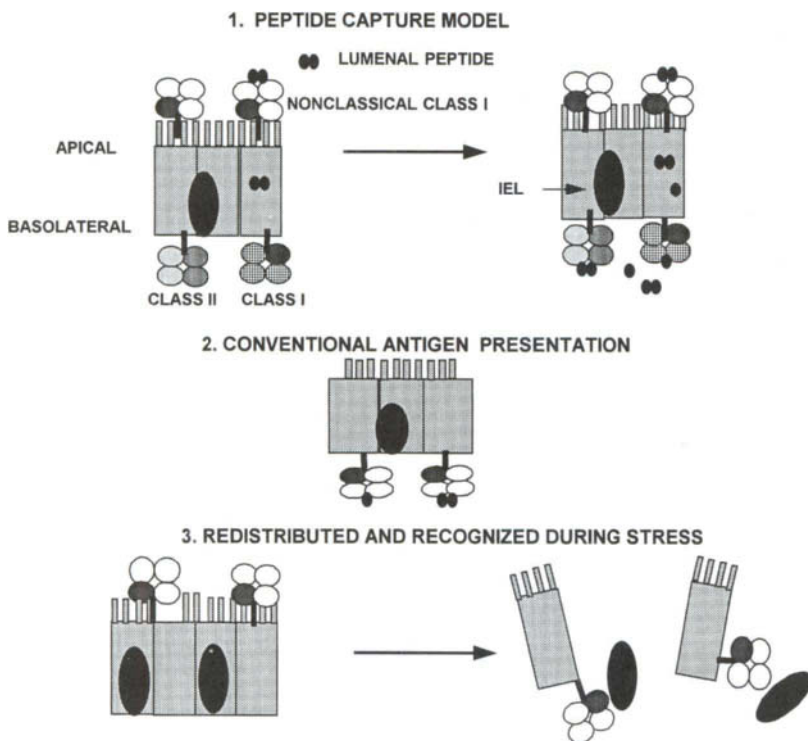 1. PEPTIDE CAPTURE MODEL
LUMENAL PEPTIDE
NONCLASSICAL CLASS I
APICAL
IEL
BASOLATERAL
CLASS II
CLASS I
2. CONVENTIONAL ANTIGEN PRESENTATION
3. REDISTRIBUTED AND RECOGNIZED DURING STRESS